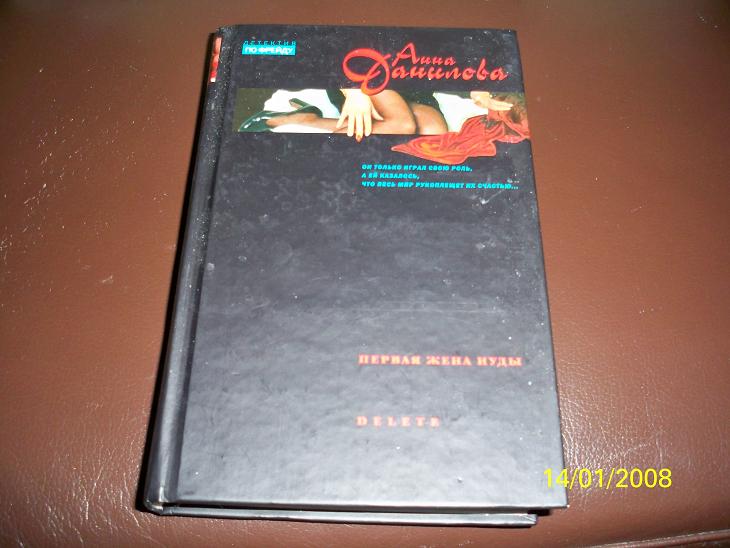 ДЕТЕКТИВ
ПО ФРЕЙДУ
Анна
Данилова
ОН ТОЛЬКО ИГРАЛ СВОЮ РОЛЬ,
А ЕЙ КАЗАЛОСЬ,
ЧТО ВЕСЬ МИР РУКОПЛЕЩЕТ ИХ СЧАСТЬЮ...
ПЕРВАЯ ЖЕНА ИУДЫ
DELETE
14/01/2008